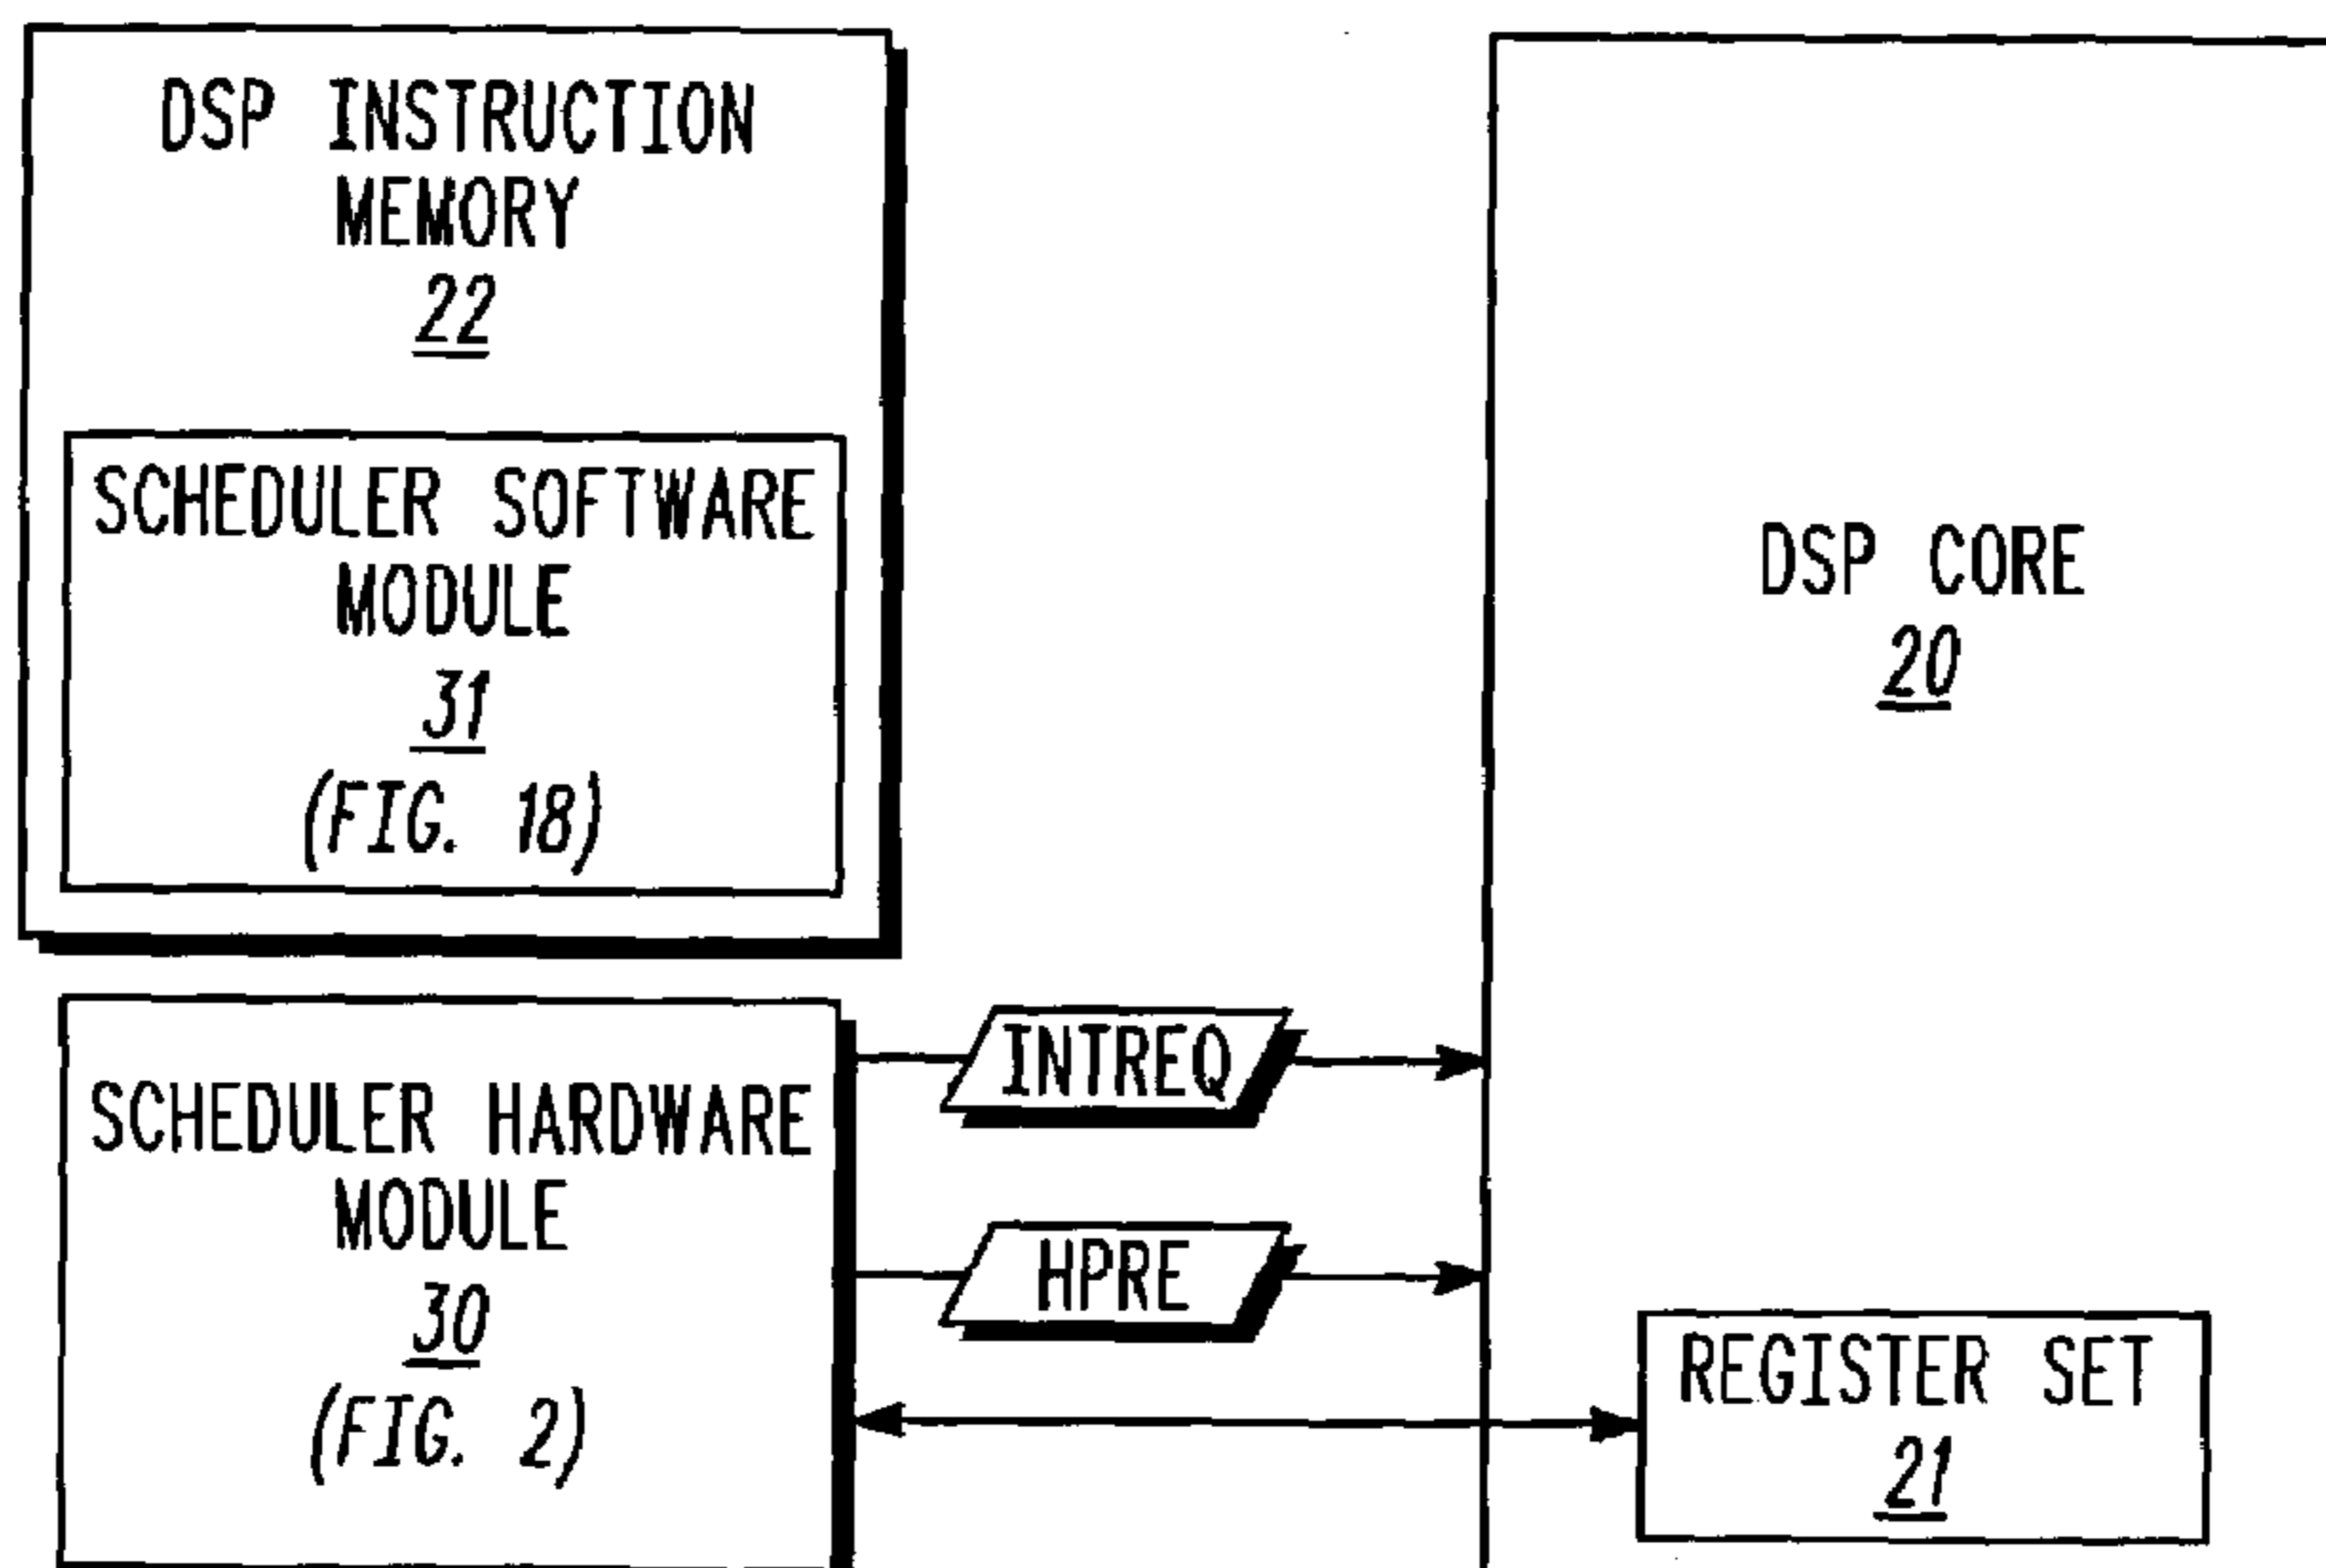 DSP INSTRUCTION
MEMORY
22
SCHEDULER SOFTWARE
MODULE
31
(FIG. 18)
DSP CORE
20
SCHEDULER HARDWARE
MODULE
30
(FIG. 2)
INTREQ
HPRE
REGISTER SET
21